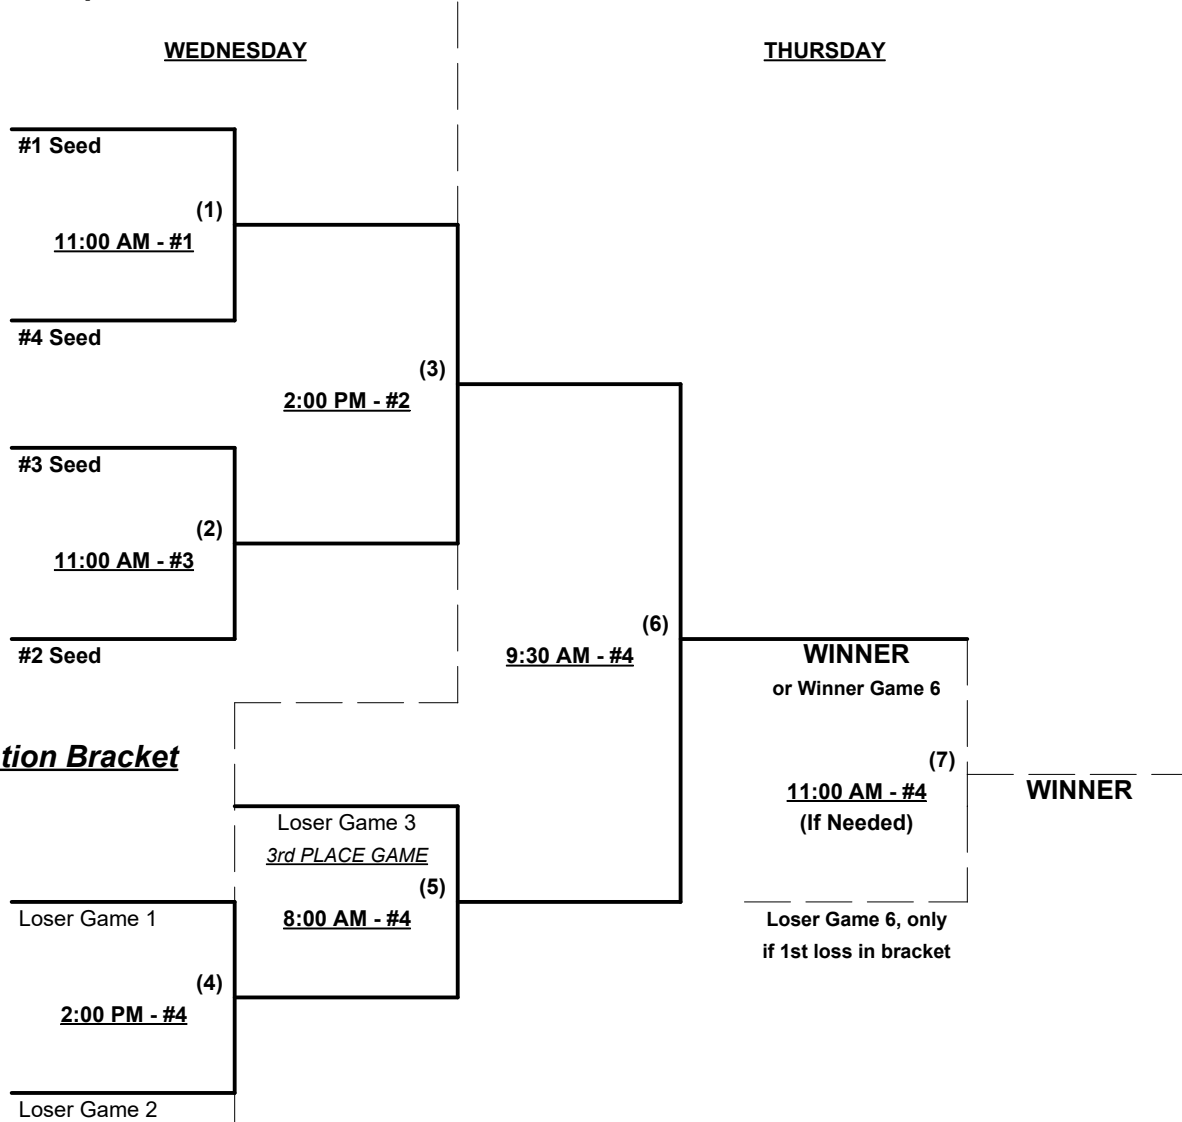 WEDNESDAY
THURSDAY
#1 Seed
(1)
11:00 AM - #1
#4 Seed
(3)
2:00 PM - #2
#3 Seed
(2)
11:00 AM - #3
#2 Seed
(6)
9:30 AM - #4
WINNER
or Winner Game 6
Bracket
(7)
11:00 AM - #4
(If Needed)
WINNER
Loser Game 3
3rd PLACE GAME
(5)
8:00 AM - #4
Loser Game 1
Loser Game 6, only
if 1st loss in bracket
(4)
2:00 PM - #4
Loser Game 2